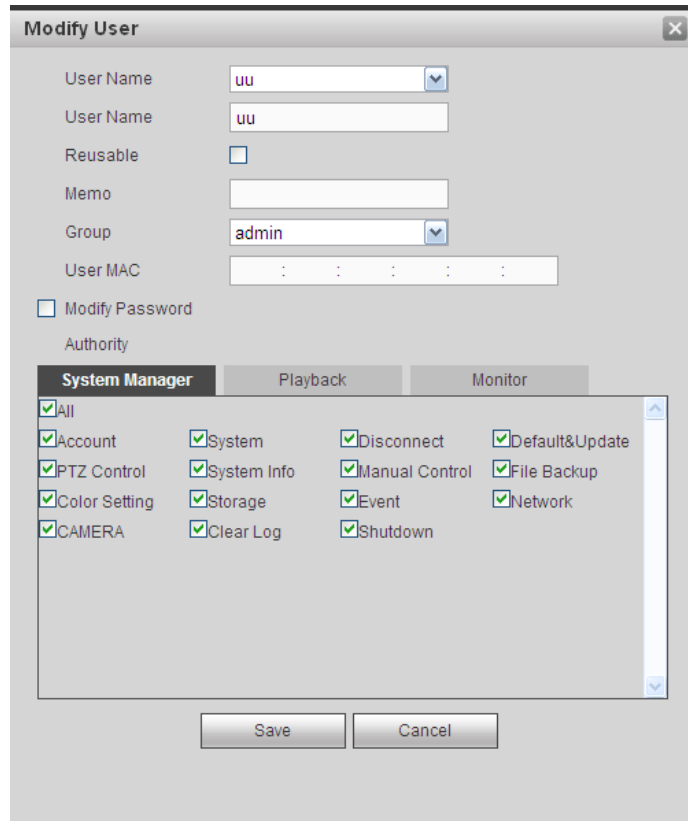 Modify User
User Name uu
User Name uu
Reusable
Memo
Group admin
User MAC : : : : :
Modify Password
Authority
System Manager Playback Monitor
All
Account System Disconnect Default&Update
PTZ Control System Info Manual Control File Backup
Color Setting Storage Event Network
CAMERA Clear Log Shutdown
Save Cancel